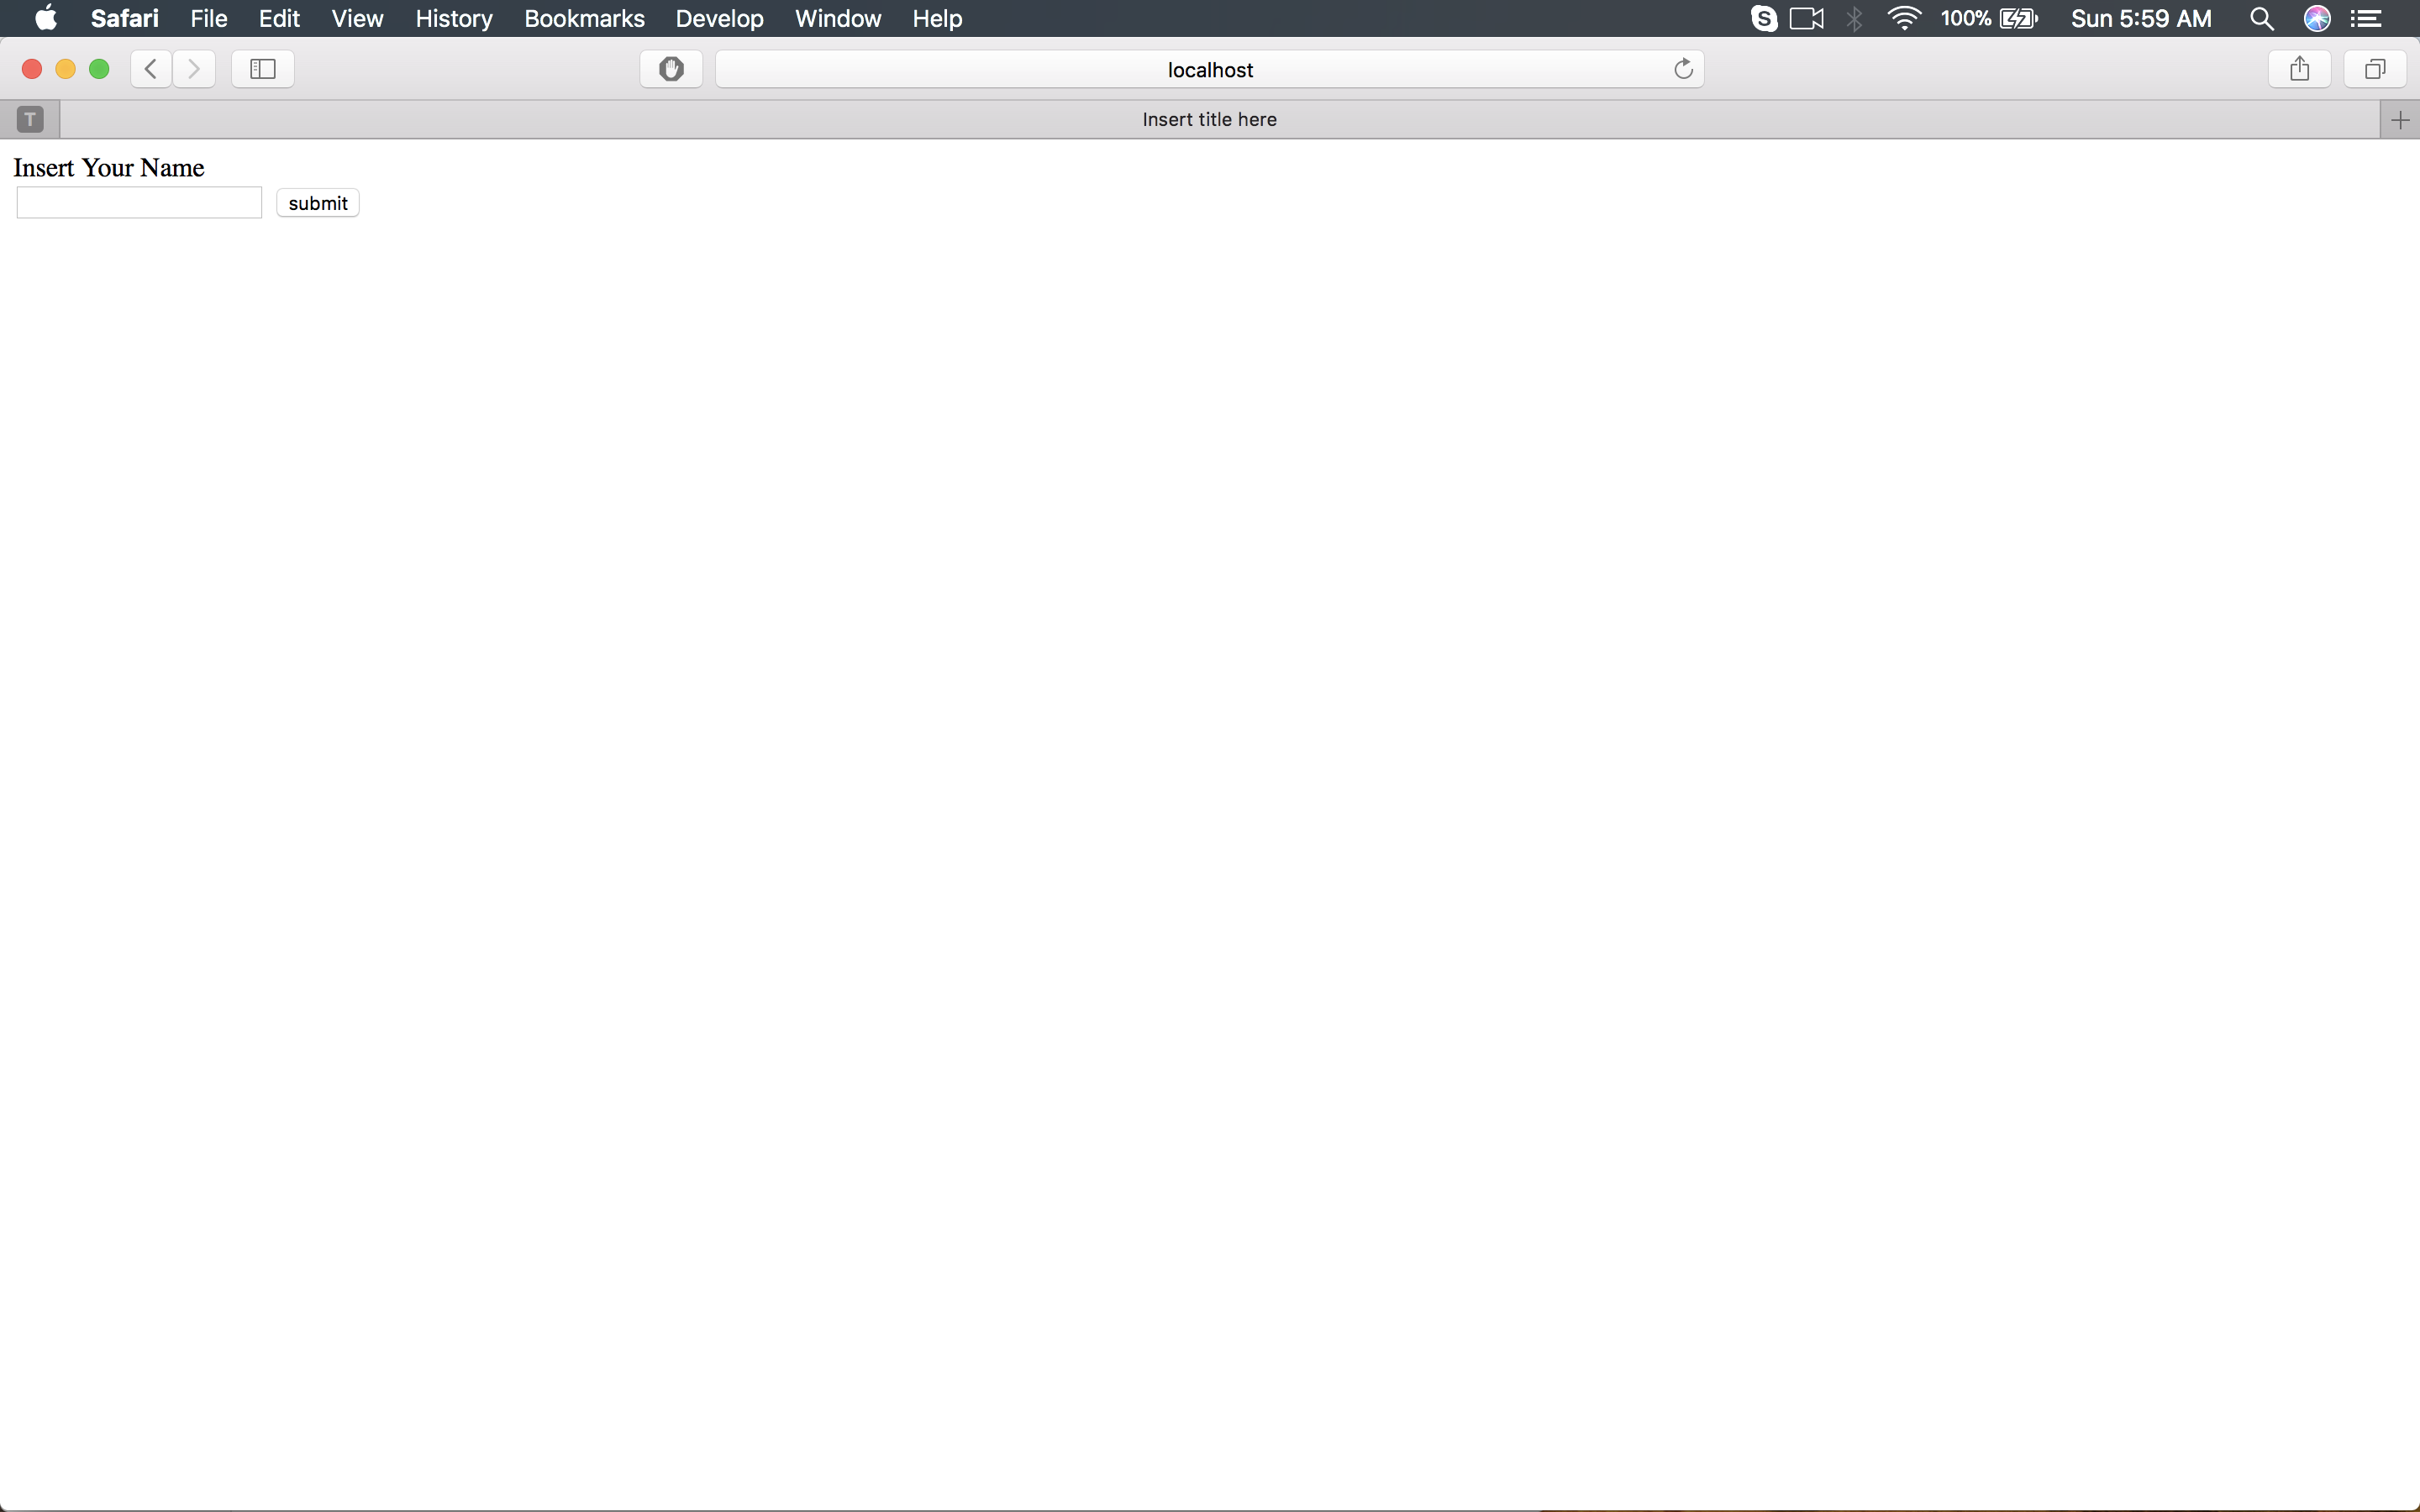 Safari File Edit View History Bookmarks Develop Window Help S 100% Sun 5:59 AM
localhost
T Insert title here
Insert Your Name
submit